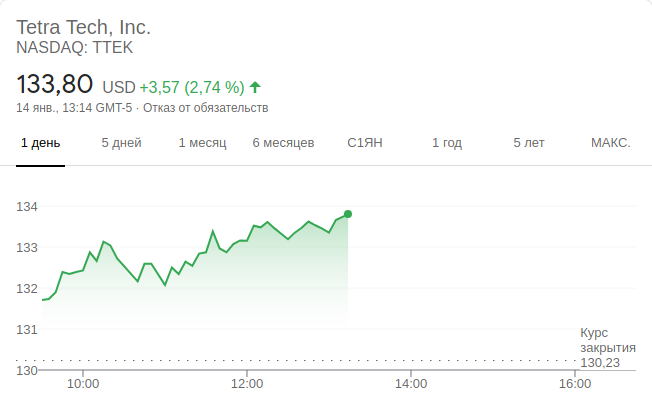 Tetra Tech, Inc.
NASDAQ: TTEK
133,80 USD +3,57 (2,74 %)
14 янв., 13:14 GMT-5 · Отказ от обязательств
1 день 5 дней 1 месяц 6 месяцев С1ЯН 1 год 5 лет МАКС.
134
133
132
131
Курс
закрытия
130,23
130
10:00 12:00 14:00 16:00